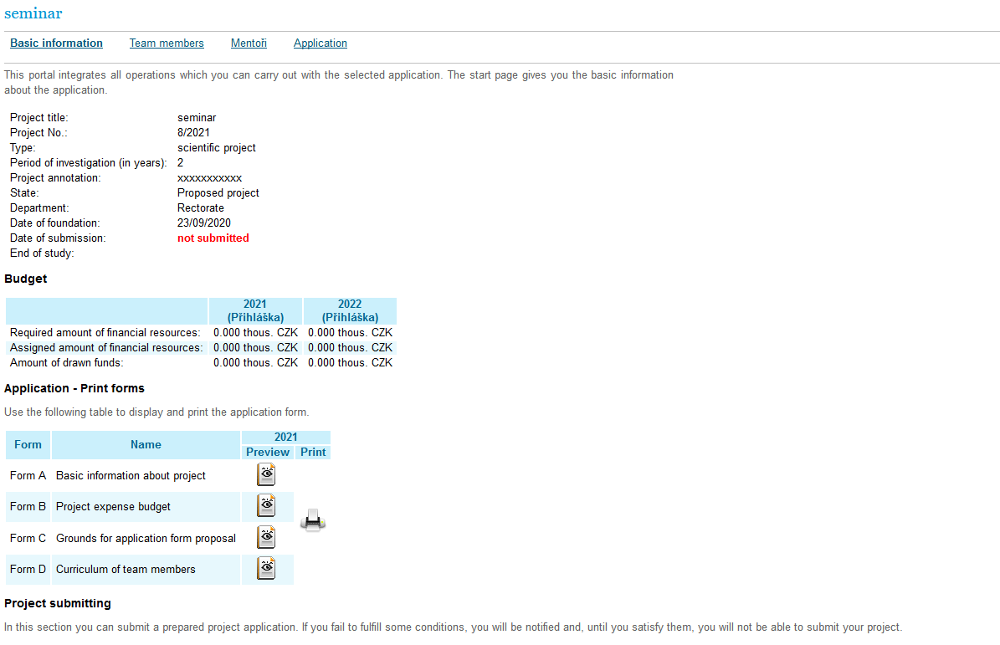 seminar
Basic information Team members Mentoři Application
This portal integrates all operations which you can carry out with the selected application. The start page gives you the basic information
about the application.
Project title: seminar
Project No.: 8/2021
Type: scientific project
Period of investigation (in years): 2
Project annotation: xxxxxxxxxxx
State: Proposed project
Department: Rectorate
Date of foundation: 23/09/2020
Date of submission: not submitted
End of study:
Budget
2021 2022
(Přihláška) (Přihláška)
Required amount of financial resources: 0.000 thous. CZK 0.000 thous. CZK
Assigned amount of financial resources: 0.000 thous. CZK 0.000 thous. CZK
Amount of drawn funds: 0.000 thous. CZK 0.000 thous. CZK
Application - Print forms
Use the following table to display and print the application form.
Form Name 2021
Preview Print
Form A Basic information about project
Form B Project expense budget
Form C Grounds for application form proposal
Form D Curriculum of team members
Project submitting
In this section you can submit a prepared project application. If you fail to fulfill some conditions, you will be notified and, until you satisfy them, you will not be able to submit your project.